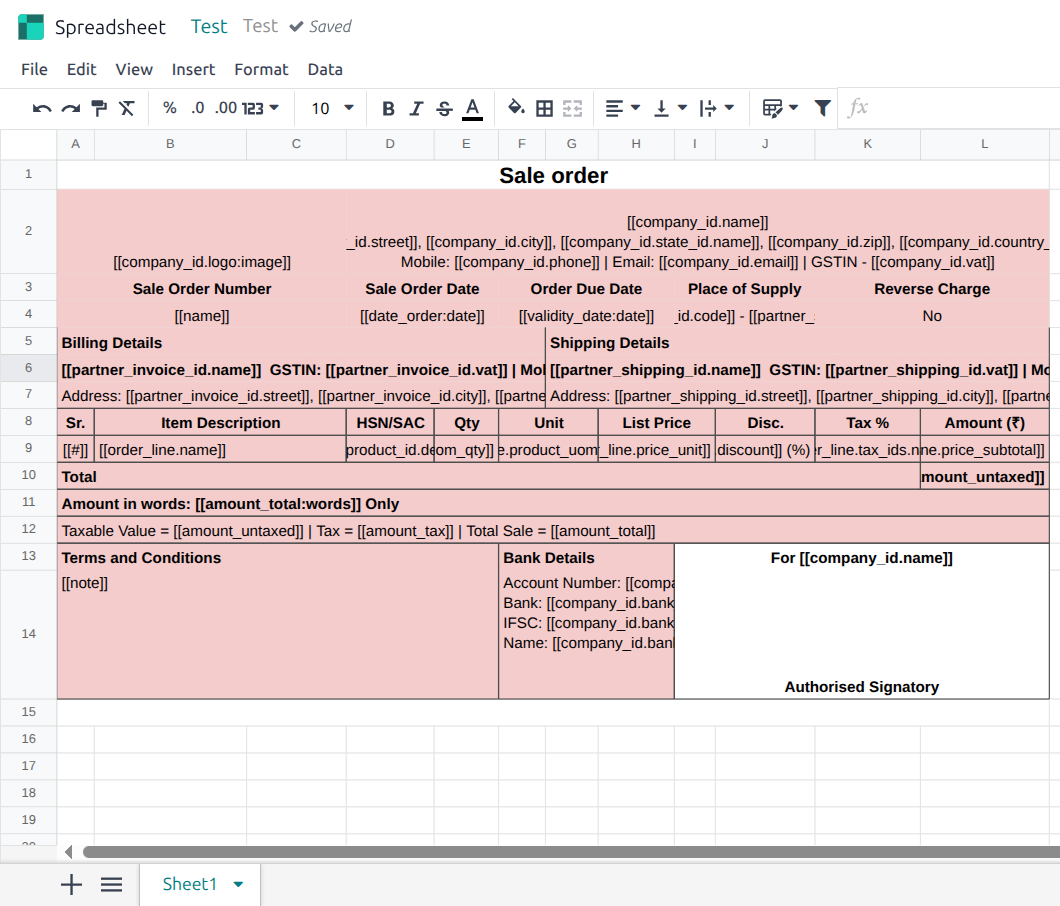 Spreadsheet Test Test Saved
File Edit View Insert Format Data
% .0 .00 123 10 B I S A fx
A B C D E F G H I J K L
1 Sale order
[[company_id.name]]
_id.street]], [[company_id.city]], [[company_id.state_id.name]], [[company_id.zip]], [[company_id.country_
2 [[company_id.logo:image]] Mobile: [[company_id.phone]] | Email: [[company_id.email]] | GSTIN - [[company_id.vat]]
3 Sale Order Number Sale Order Date Order Due Date Place of Supply Reverse Charge
4 [[name]] [[date_order:date]] [[validity_date:date]] _id.code]] - [[partner_ No
5 Billing Details Shipping Details
6 [[partner_invoice_id.name]] GSTIN: [[partner_invoice_id.vat]] | Mol [[partner_shipping_id.name]] GSTIN: [[partner_shipping_id.vat]] | Mo
7 Address: [[partner_invoice_id.street]], [[partner_invoice_id.city]], [[partne Address: [[partner_shipping_id.street]], [[partner_shipping_id.city]], [[partne
8 Sr. Item Description HSN/SAC Qty Unit List Price Disc. Tax % Amount (₹)
9 [[#]] [[order_line.name]] product_id.de om_qty]] e.product_uom _line.price_unit]] discount]] (%) r_line.tax_ids.n ne.price_subtotal]]
10 Total mount_untaxed]]
11 Amount in words: [[amount_total:words]] Only
12 Taxable Value = [[amount_untaxed]] | Tax = [[amount_tax]] | Total Sale = [[amount_total]]
13 Terms and Conditions Bank Details For [[company_id.name]]
[[note]] Account Number: [[compa
Bank: [[company_id.bank
IFSC: [[company_id.bank
14 Name: [[company_id.bank
Authorised Signatory
15
16
17
18
19
20
Sheet1